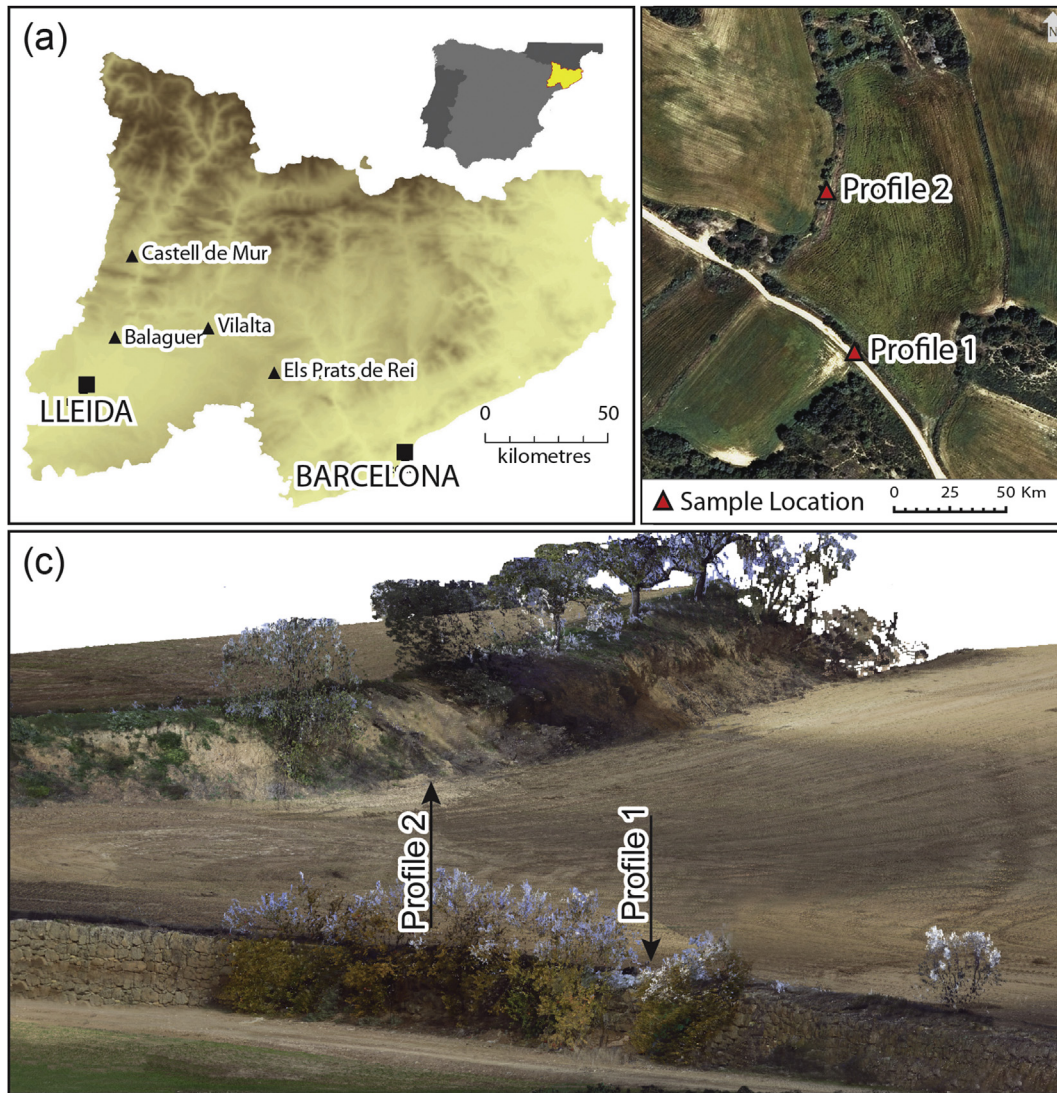 (a)
Castell de Mur
Balaguer
Vilalta
Els Prats de Rei
LLEIDA
BARCELONA
0 50
kilometres
N
Profile 2
Profile 1
Sample Location
0 25 50 Km
(c)
Profile 2
Profile 1